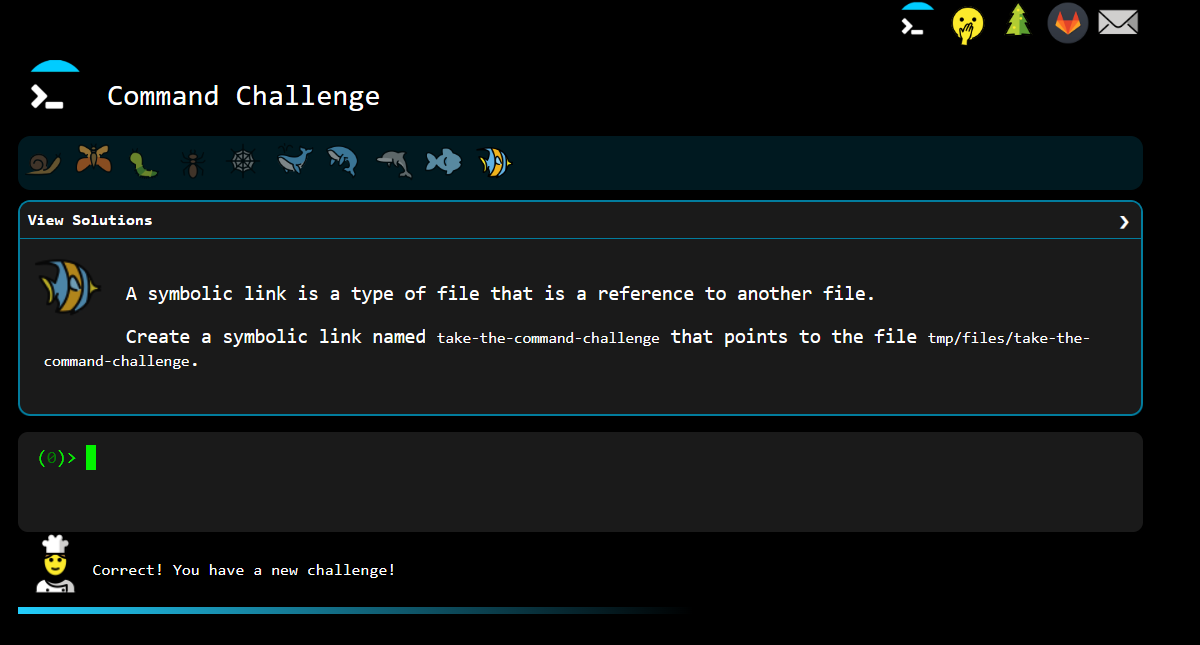 Command Challenge
View Solutions
A symbolic link is a type of file that is a reference to another file.
Create a symbolic link named take-the-command-challenge that points to the file tmp/files/take-the-
command-challenge.
(0)>
Correct! You have a new challenge!